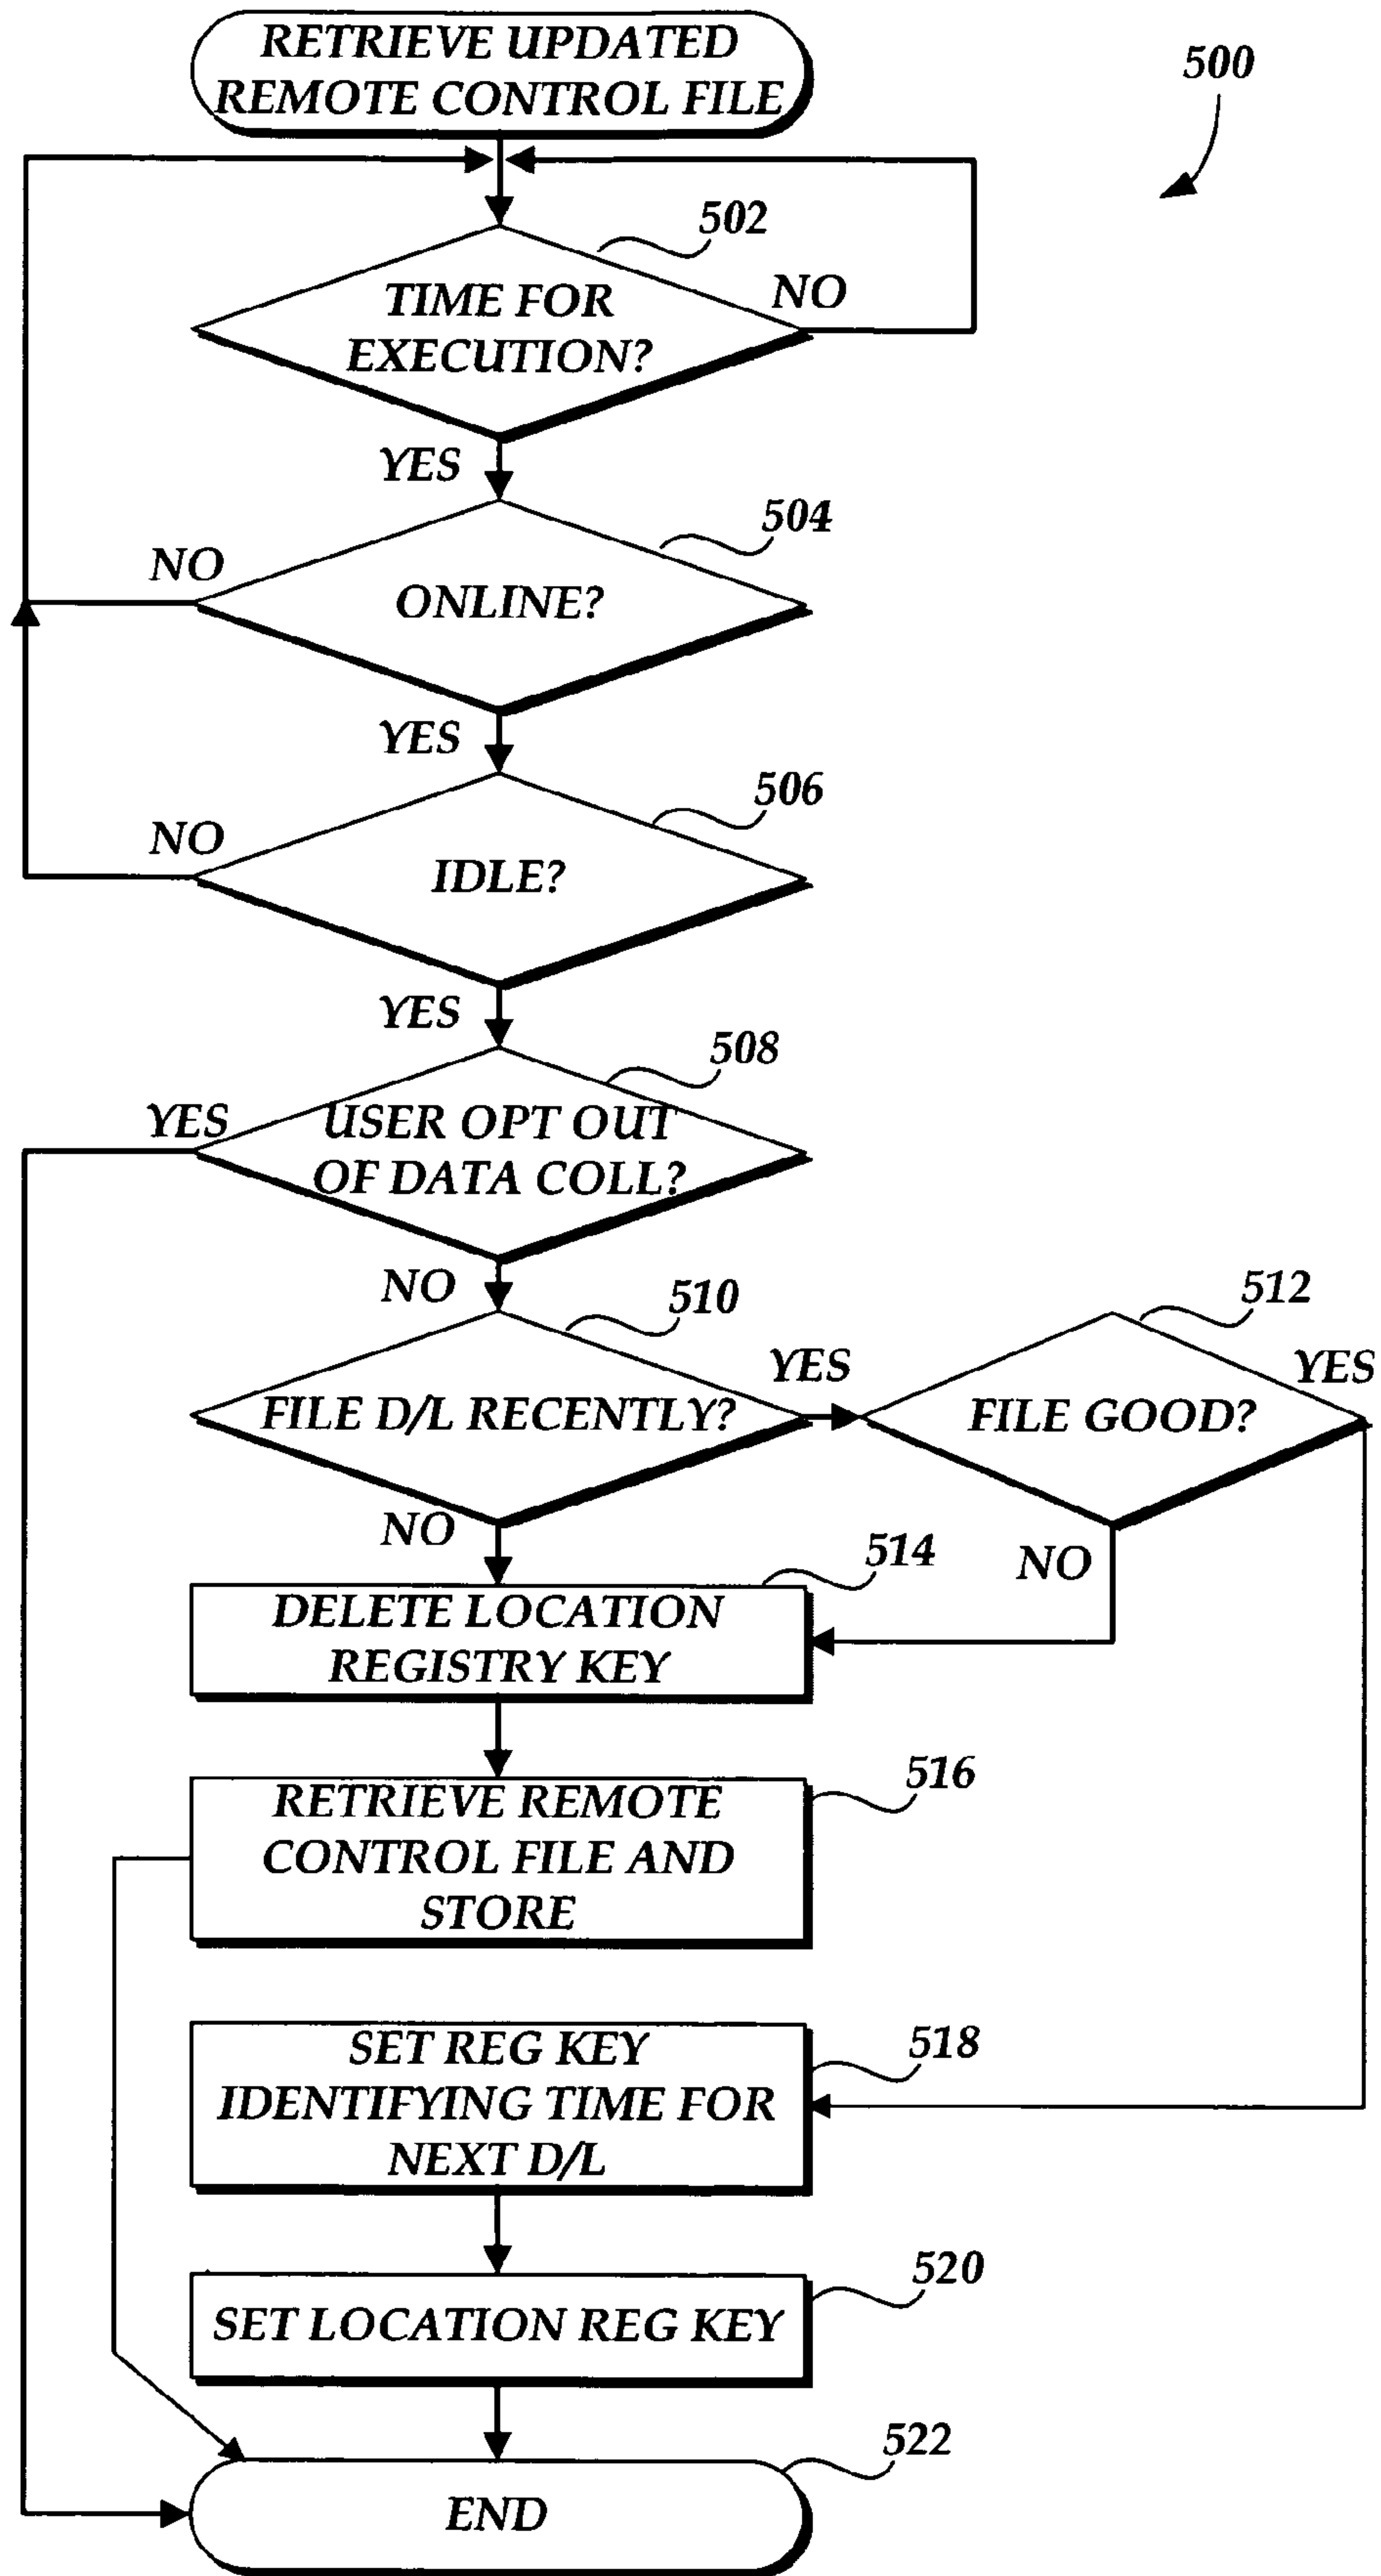 RETRIEVE UPDATED
REMOTE CONTROL FILE
500
502
TIME FOR
EXECUTION?
NO
YES
504
NO
ONLINE?
YES
506
NO
IDLE?
YES
508
YES
USER OPT OUT
OF DATA COLL?
NO
510
512
YES
YES
FILE D/L RECENTLY?
FILE GOOD?
NO
NO
514
DELETE LOCATION
REGISTRY KEY
516
RETRIEVE REMOTE
CONTROL FILE AND
STORE
518
SET REG KEY
IDENTIFYING TIME FOR
NEXT D/L
520
SET LOCATION REG KEY
522
END